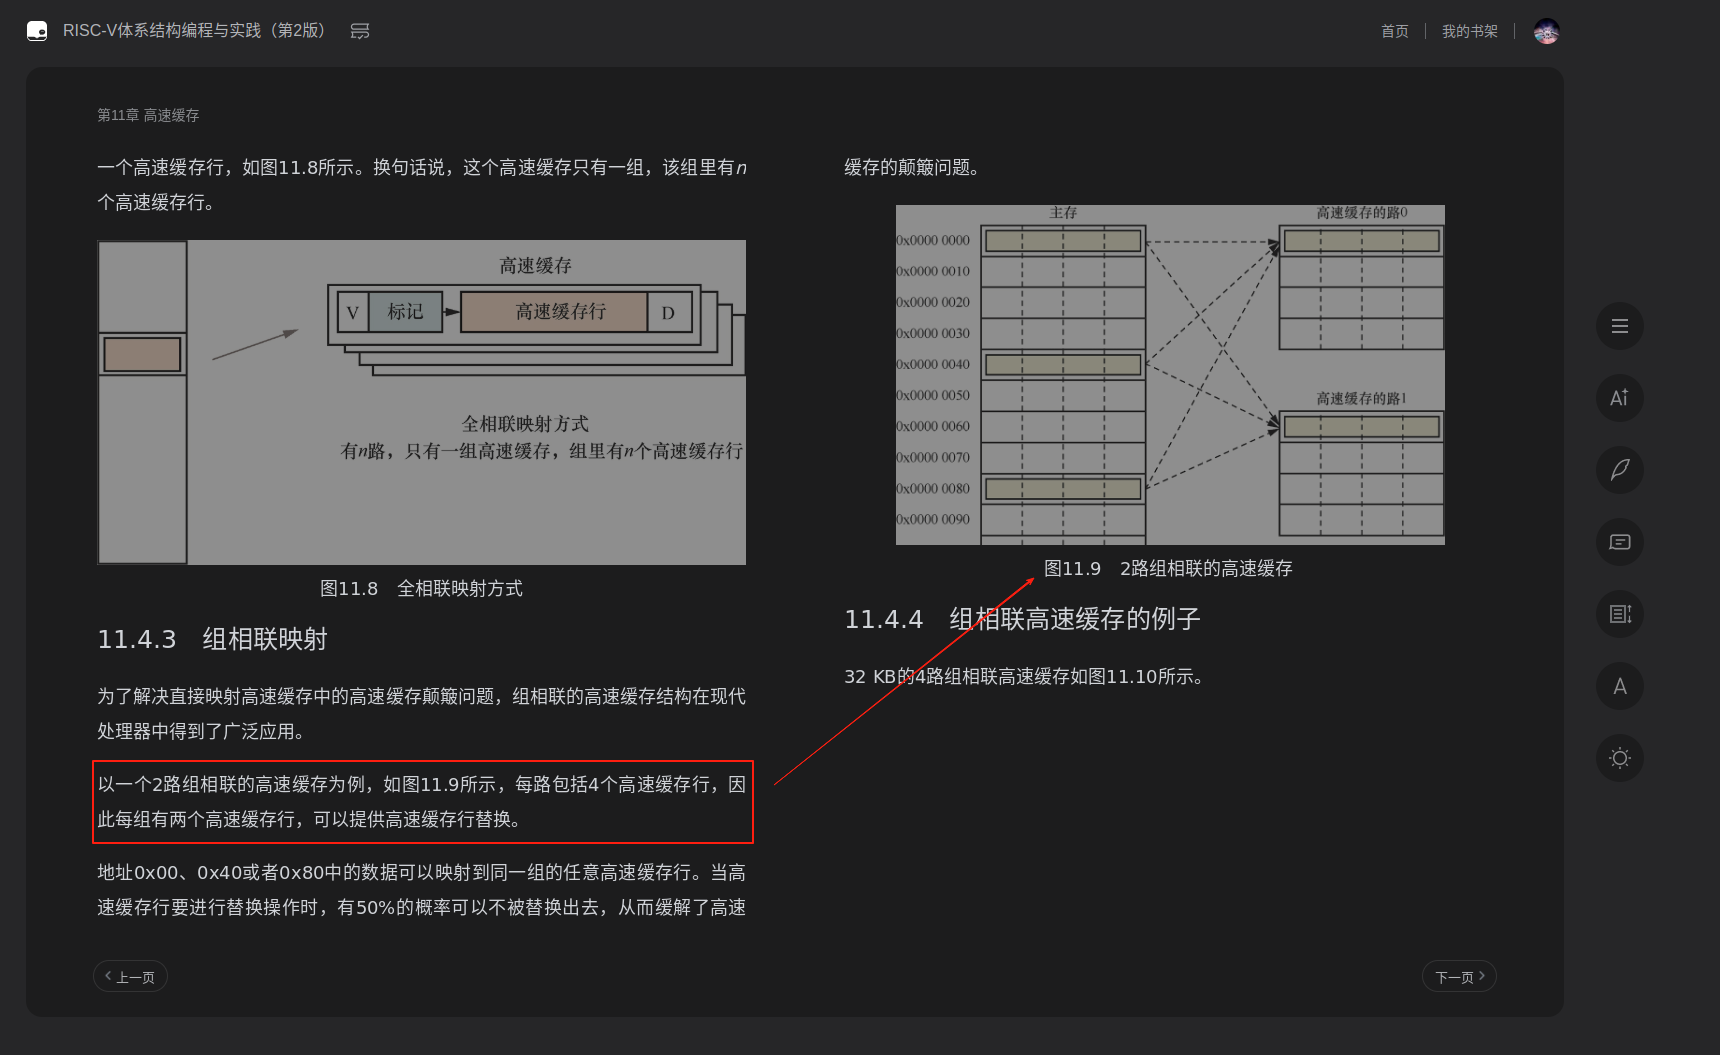 RISC-V体系结构编程与实践（第2版）
首页
我的书架
第11章 高速缓存
一个高速缓存行，如图11.8所示。换句话说，这个高速缓存只有一组，该组里有n
个高速缓存行。
高速缓存
V 标记 高速缓存行 D
全相联映射方式
有n路，只有一组高速缓存，组里有n个高速缓存行
图11.8　全相联映射方式
11.4.3　组相联映射
为了解决直接映射高速缓存中的高速缓存颠簸问题，组相联的高速缓存结构在现代
处理器中得到了广泛应用。
以一个2路组相联的高速缓存为例，如图11.9所示，每路包括4个高速缓存行，因
此每组有两个高速缓存行，可以提供高速缓存行替换。
地址0x00、0x40或者0x80中的数据可以映射到同一组的任意高速缓存行。当高
速缓存行要进行替换操作时，有50%的概率可以不被替换出去，从而缓解了高速
缓存的颠簸问题。
主存
高速缓存的路0
0x0000 0000
0x0000 0010
0x0000 0020
0x0000 0030
0x0000 0040
0x0000 0050
0x0000 0060
0x0000 0070
0x0000 0080
0x0000 0090
高速缓存的路1
图11.9　2路组相联的高速缓存
11.4.4　组相联高速缓存的例子
32 KB的4路组相联高速缓存如图11.10所示。
上一页
下一页